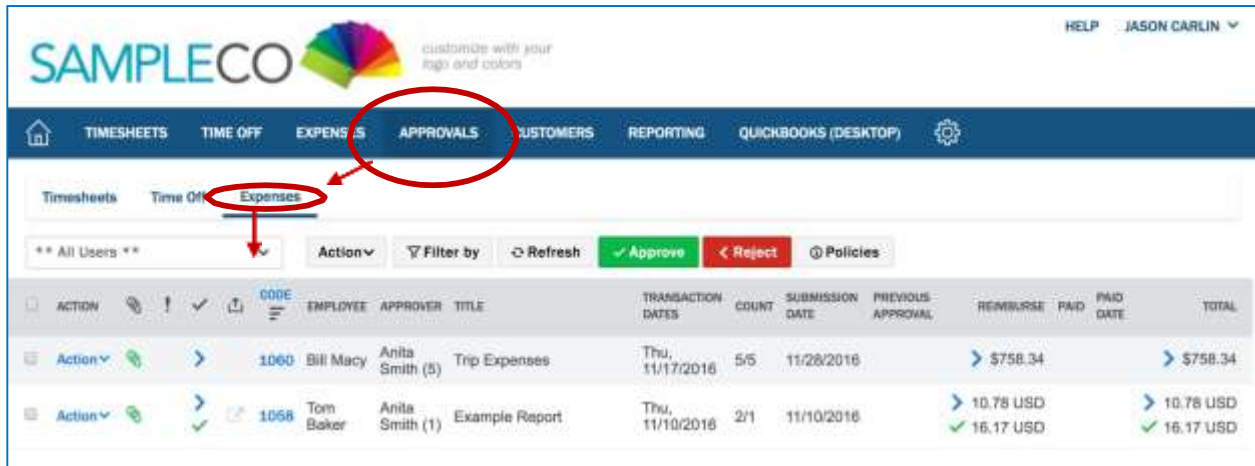 HELP JASON CARLIN
SAMPLECO
customize with your
logo and colors
TIMESHEETS TIME OFF EXPENSES APPROVALS CUSTOMERS REPORTING QUICKBOOKS (DESKTOP)
Timesheets Time Off Expenses
** All Users ** Action Filter by Refresh Approve Reject Policies
ACTION ! CODE EMPLOYEE APPROVER TITLE TRANSACTION DATES COUNT SUBMISSION DATE PREVIOUS APPROVAL REIMBURSE PAID PAID DATE TOTAL
Action 1060 Bill Macy Anita Smith (5) Trip Expenses Thu, 11/17/2016 5/5 11/28/2016 $758.34 $758.34
Action 1058 Tom Baker Anita Smith (1) Example Report Thu, 11/10/2016 2/1 11/10/2016 10.78 USD 10.78 USD
16.17 USD 16.17 USD